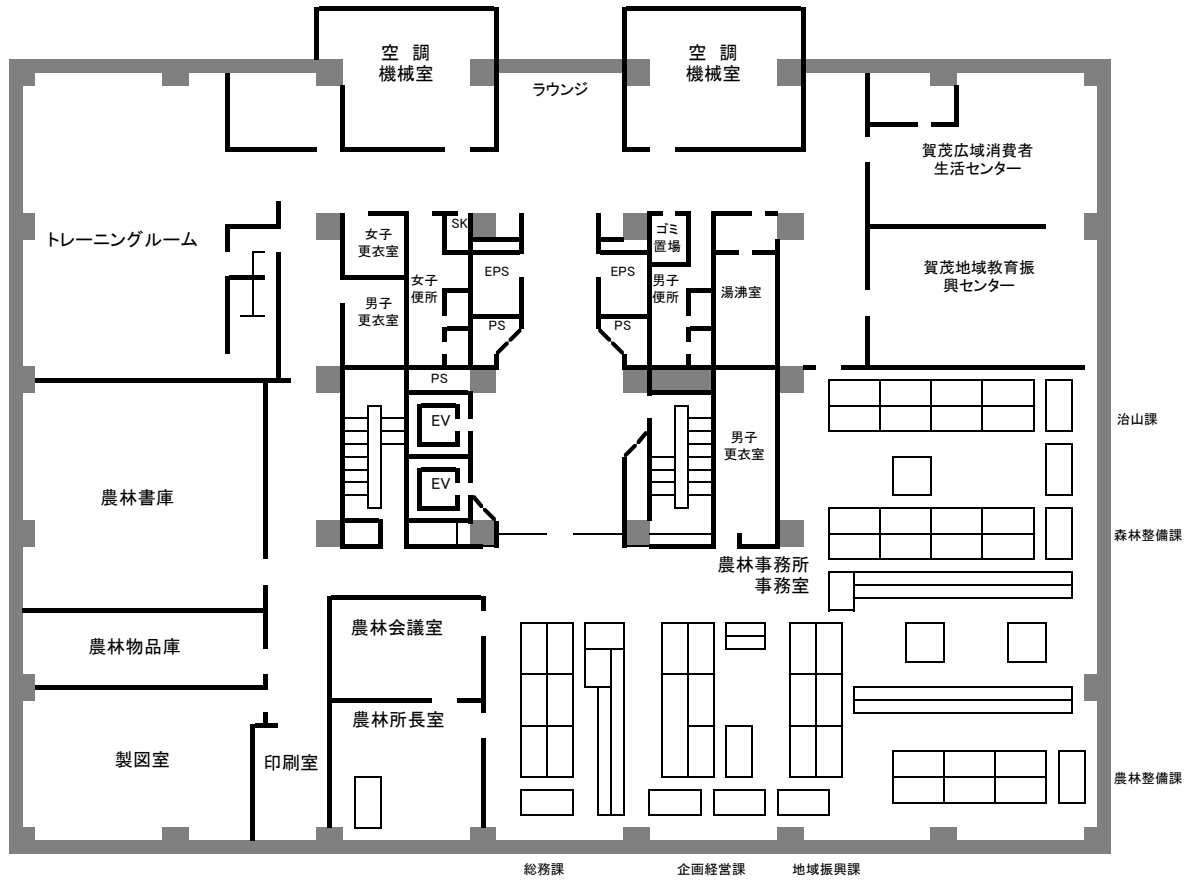 空　調
機械室
空　調
機械室
ラウンジ
賀茂広域消費者
生活センター
トレーニングルーム
女子
更衣室
SK
ゴミ
置場
EPS
EPS
女子
便所
男子
便所
湯沸室
賀茂地域教育振
興センター
男子
更衣室
PS
PS
PS
EV
EV
男子
更衣室
治山課
農林書庫
森林整備課
農林事務所
事務室
農林会議室
農林物品庫
農林所長室
製図室
印刷室
農林整備課
総務課
企画経営課
地域振興課